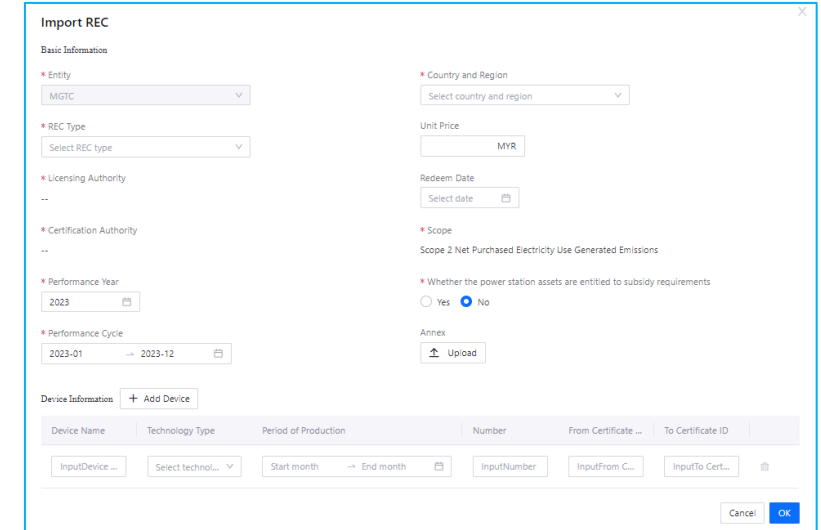 Import REC
Basic Information
* Entity
* Country and Region
MGTC
Select country and region
* REC Type
Unit Price
Select REC type
MYR
* Licensing Authority
Redeem Date
--
Select date
* Certification Authority
* Scope
--
Scope 2 Net Purchased Electricity Use Generated Emissions
* Performance Year
* Whether the power station assets are entitled to subsidy requirements
2023
Yes No
* Performance Cycle
Annex
2023-01 → 2023-12
Upload
Device Information + Add Device
Device Name Technology Type Period of Production Number From Certificate ... To Certificate ID
InputDevice ... Select technol... Start month → End month InputNumber InputFrom C... InputTo Cert...
Cancel OK